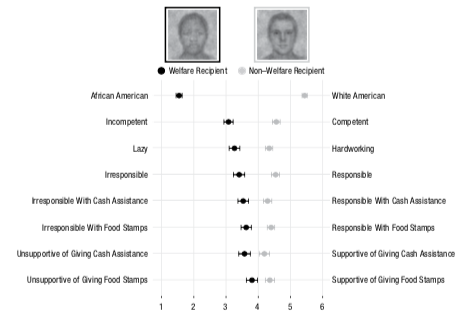 Welfare Recipient Non–Welfare Recipient
African American White American
Incompetent Competent
Lazy Hardworking
Irresponsible Responsible
Irresponsible With Cash Assistance Responsible With Cash Assistance
Irresponsible With Food Stamps Responsible With Food Stamps
Unsupportive of Giving Cash Assistance Supportive of Giving Cash Assistance
Unsupportive of Giving Food Stamps Supportive of Giving Food Stamps
1 2 3 4 5 6